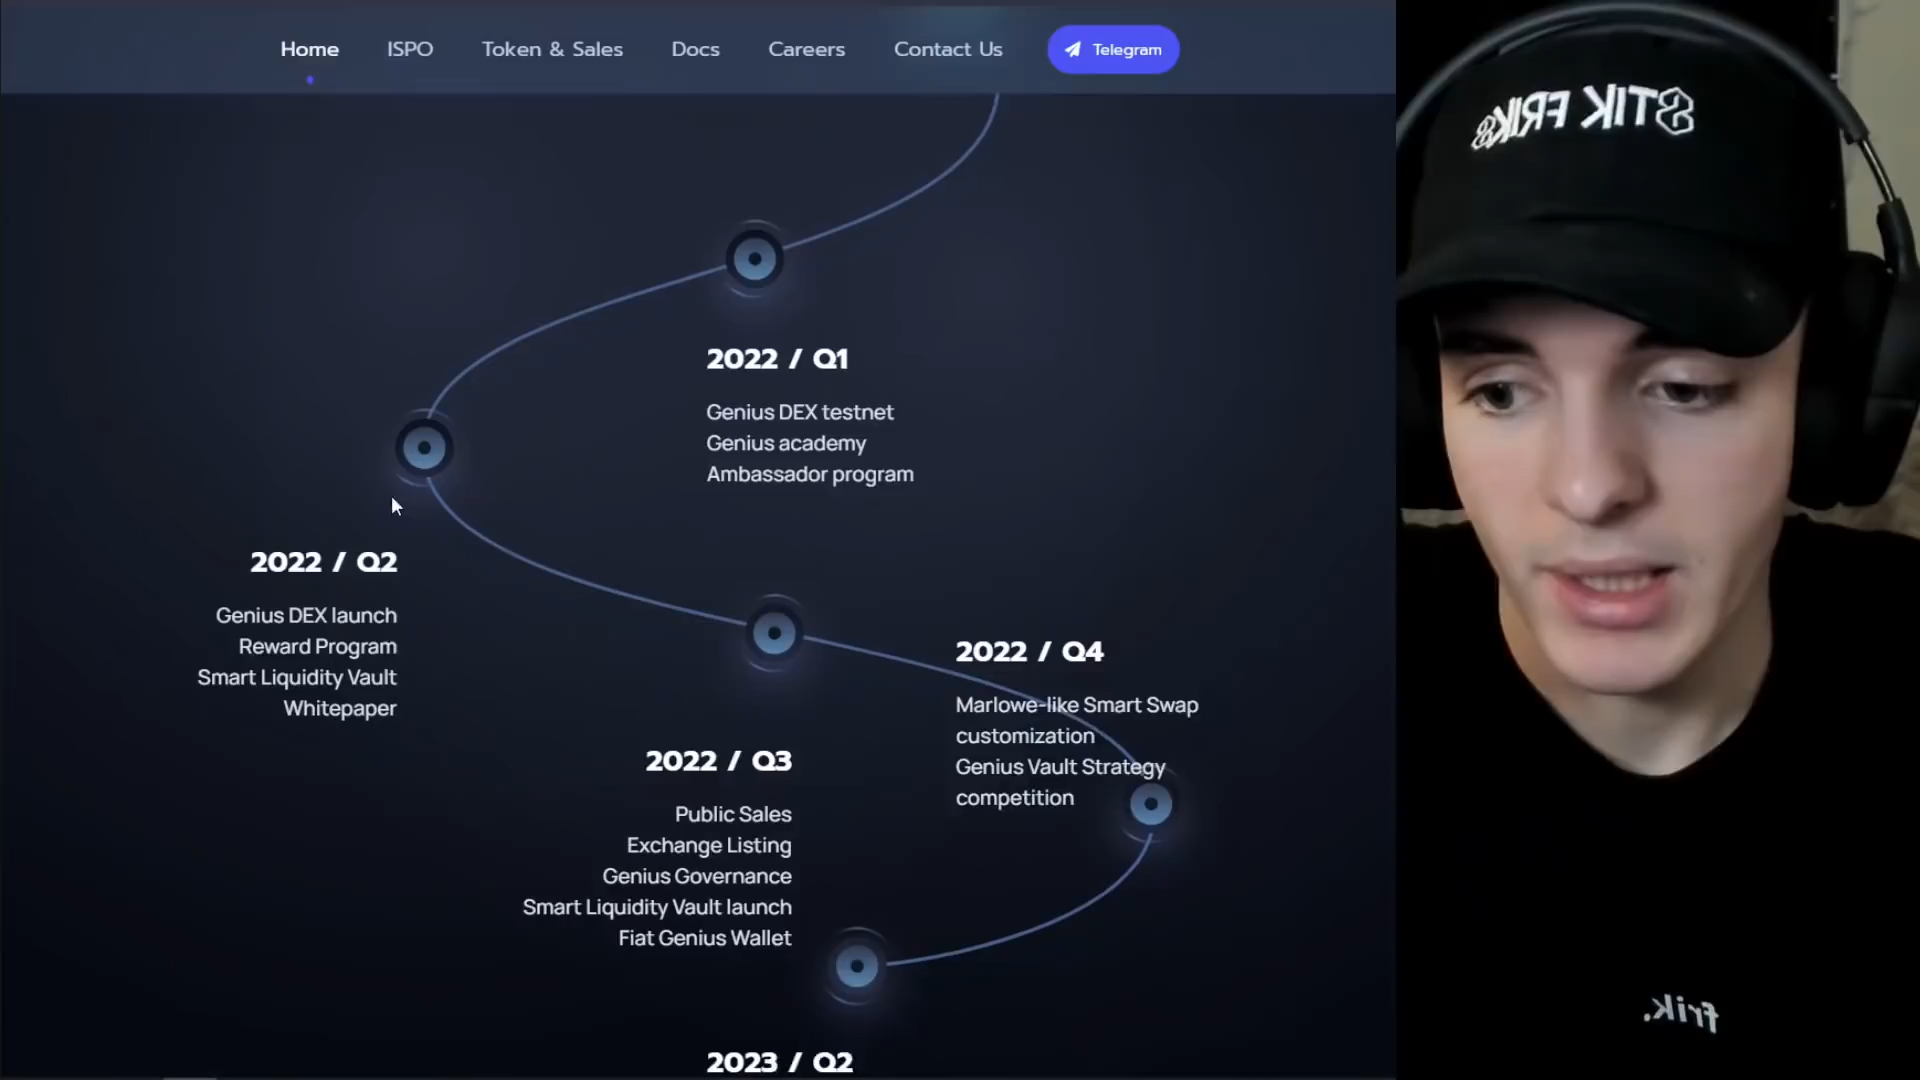 Home
ISPO
Token & Sales
Docs
Careers
Contact Us
Telegram
2022 / Q1
Genius DEX testnet
Genius academy
Ambassador program
2022 / Q2
Genius DEX launch
Reward Program
Smart Liquidity Vault
Whitepaper
2022 / Q4
Marlowe-like Smart Swap
customization
Genius Vault Strategy
competition
2022 / Q3
Public Sales
Exchange Listing
Genius Governance
Smart Liquidity Vault launch
Fiat Genius Wallet
2023 / Q2
STIK FRIKS
frik.